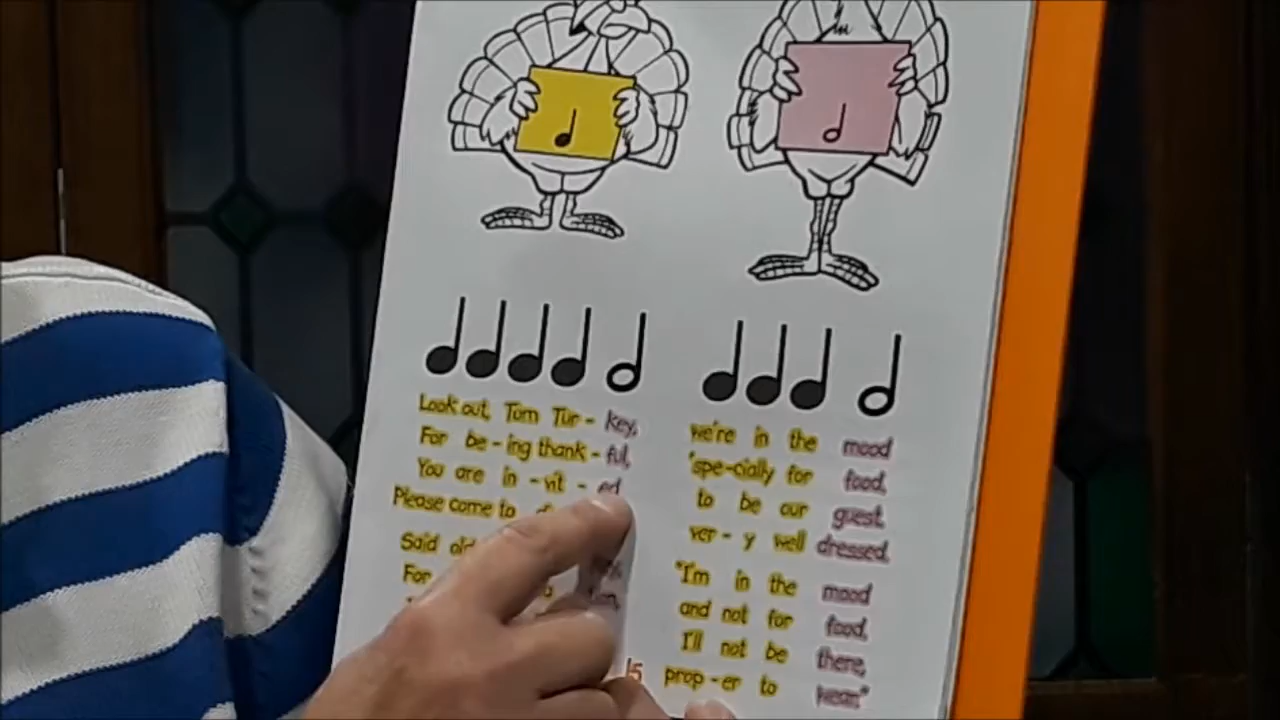 Look out, Tom Tur - key, we're in the mood
For be - ing thank - ful, 'spe - cially for food,
You are in - vit - ed to be our guest.
Please come to ver - y well dressed.
Said old "I'm in the mood
For and not for food,
I'll not be there,
prop - er to wear."
15